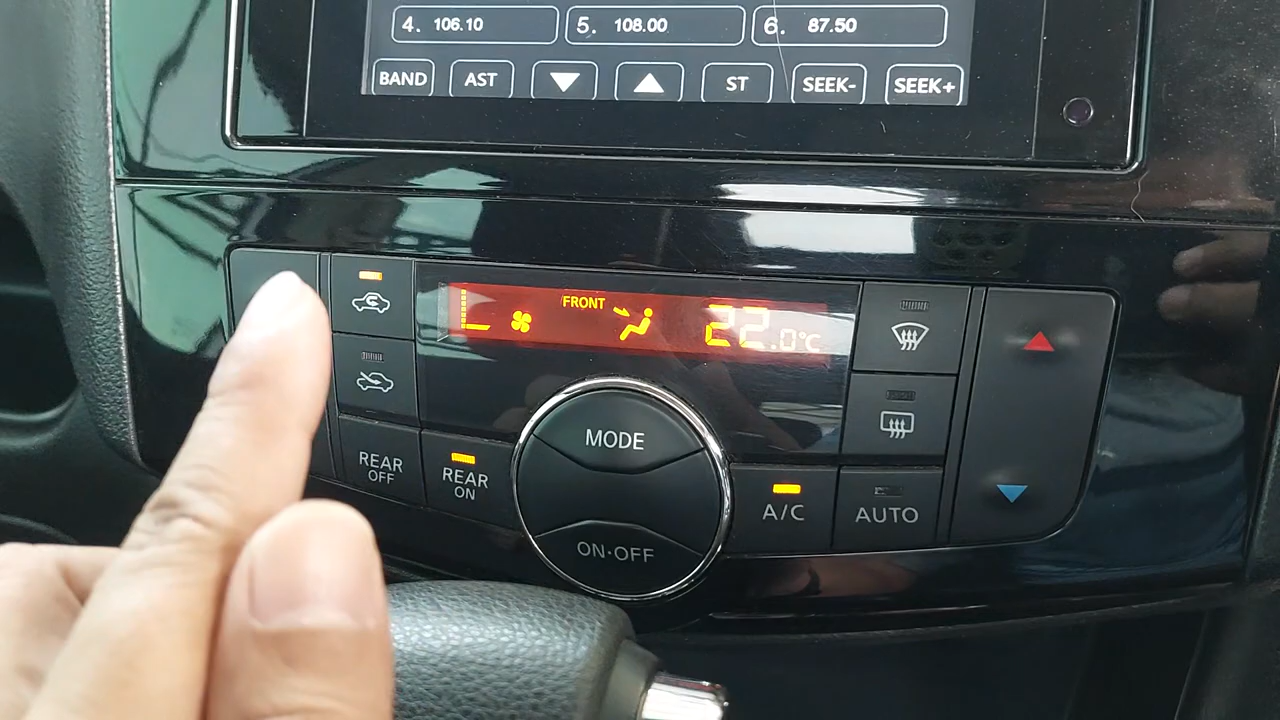 4. 106.10
5. 108.00
6. 87.50
BAND
AST
ST
SEEK-
SEEK+
FRONT
22.0°C
MODE
REAR
OFF
REAR
ON
A/C
AUTO
ON·OFF